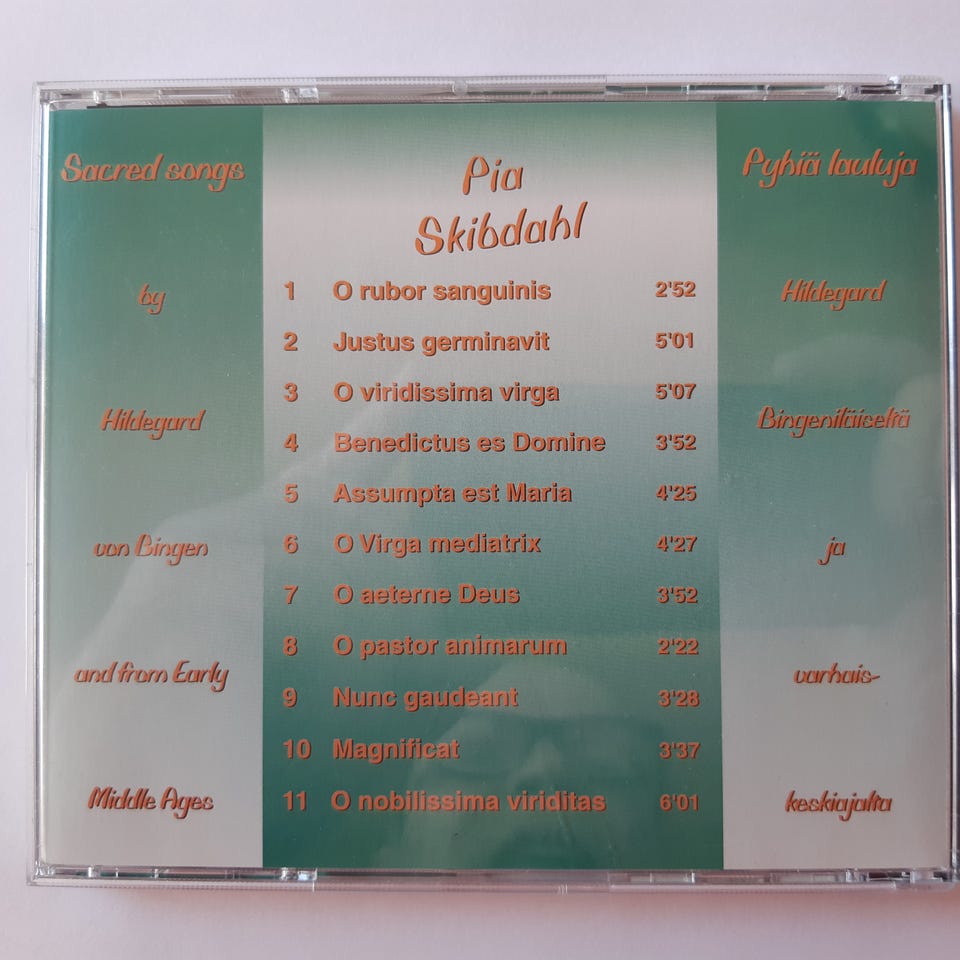 Sacred songs
by
Hildegard
von Bingen
and from Early
Middle Ages
Pia
Skibdahl
1 O rubor sanguinis 2'52
2 Justus germinavit 5'01
3 O viridissima virga 5'07
4 Benedictus es Domine 3'52
5 Assumpta est Maria 4'25
6 O Virga mediatrix 4'27
7 O aeterne Deus 3'52
8 O pastor animarum 2'22
9 Nunc gaudeant 3'28
10 Magnificat 3'37
11 O nobilissima viriditas 6'01
Pyhiä lauluja
Hildegard
Bingeniläiseltä
ja
varhais-
keskiajalta